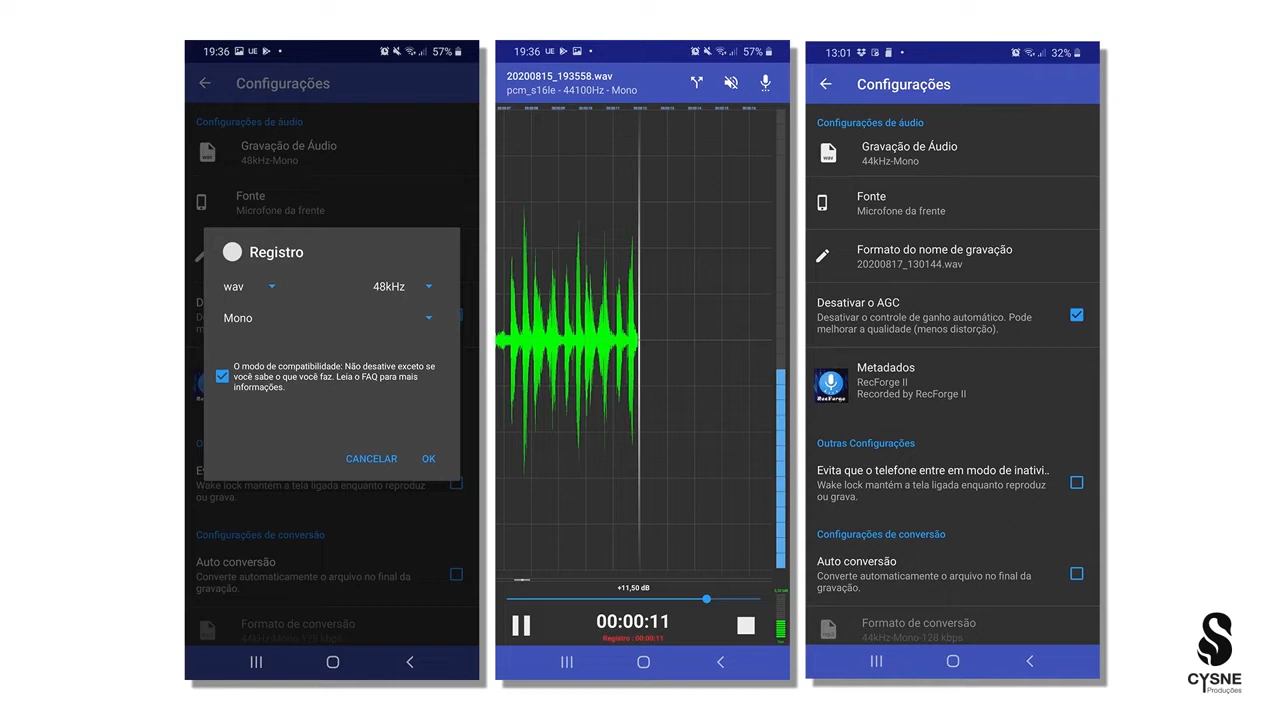 19:36 UE 57%
Configurações
Configurações de áudio
Gravação de Áudio
48kHz-Mono
Fonte
Microfone da frente
Registro
wav 48kHz
Mono
O modo de compatibilidade: Não desative exceto se
você sabe o que você faz. Leia o FAQ para mais
informações.
CANCELAR OK
Wake lock mantém a tela ligada enquanto reproduz
ou grava.
Configurações de conversão
Auto conversão
Converte automaticamente o arquivo no final da
gravação.
Formato de conversão
19:36 UE 57%
20200815_193558.wav
pcm_s16le - 44100Hz - Mono
+11,50 dB
00:00:11
Registro : 00:00:11
13:01 32%
Configurações
Configurações de áudio
Gravação de Áudio
44kHz-Mono
Fonte
Microfone da frente
Formato do nome de gravação
20200817_130144.wav
Desativar o AGC
Desativar o controle de ganho automático. Pode
melhorar a qualidade (menos distorção).
Metadados
RecForge II
Recorded by RecForge II
RecForge
Outras Configurações
Evita que o telefone entre em modo de inativi..
Wake lock mantém a tela ligada enquanto reproduz
ou grava.
Configurações de conversão
Auto conversão
Converte automaticamente o arquivo no final da
gravação.
Formato de conversão
44kHz-Mono-128 kbps
CYSNE
Produções